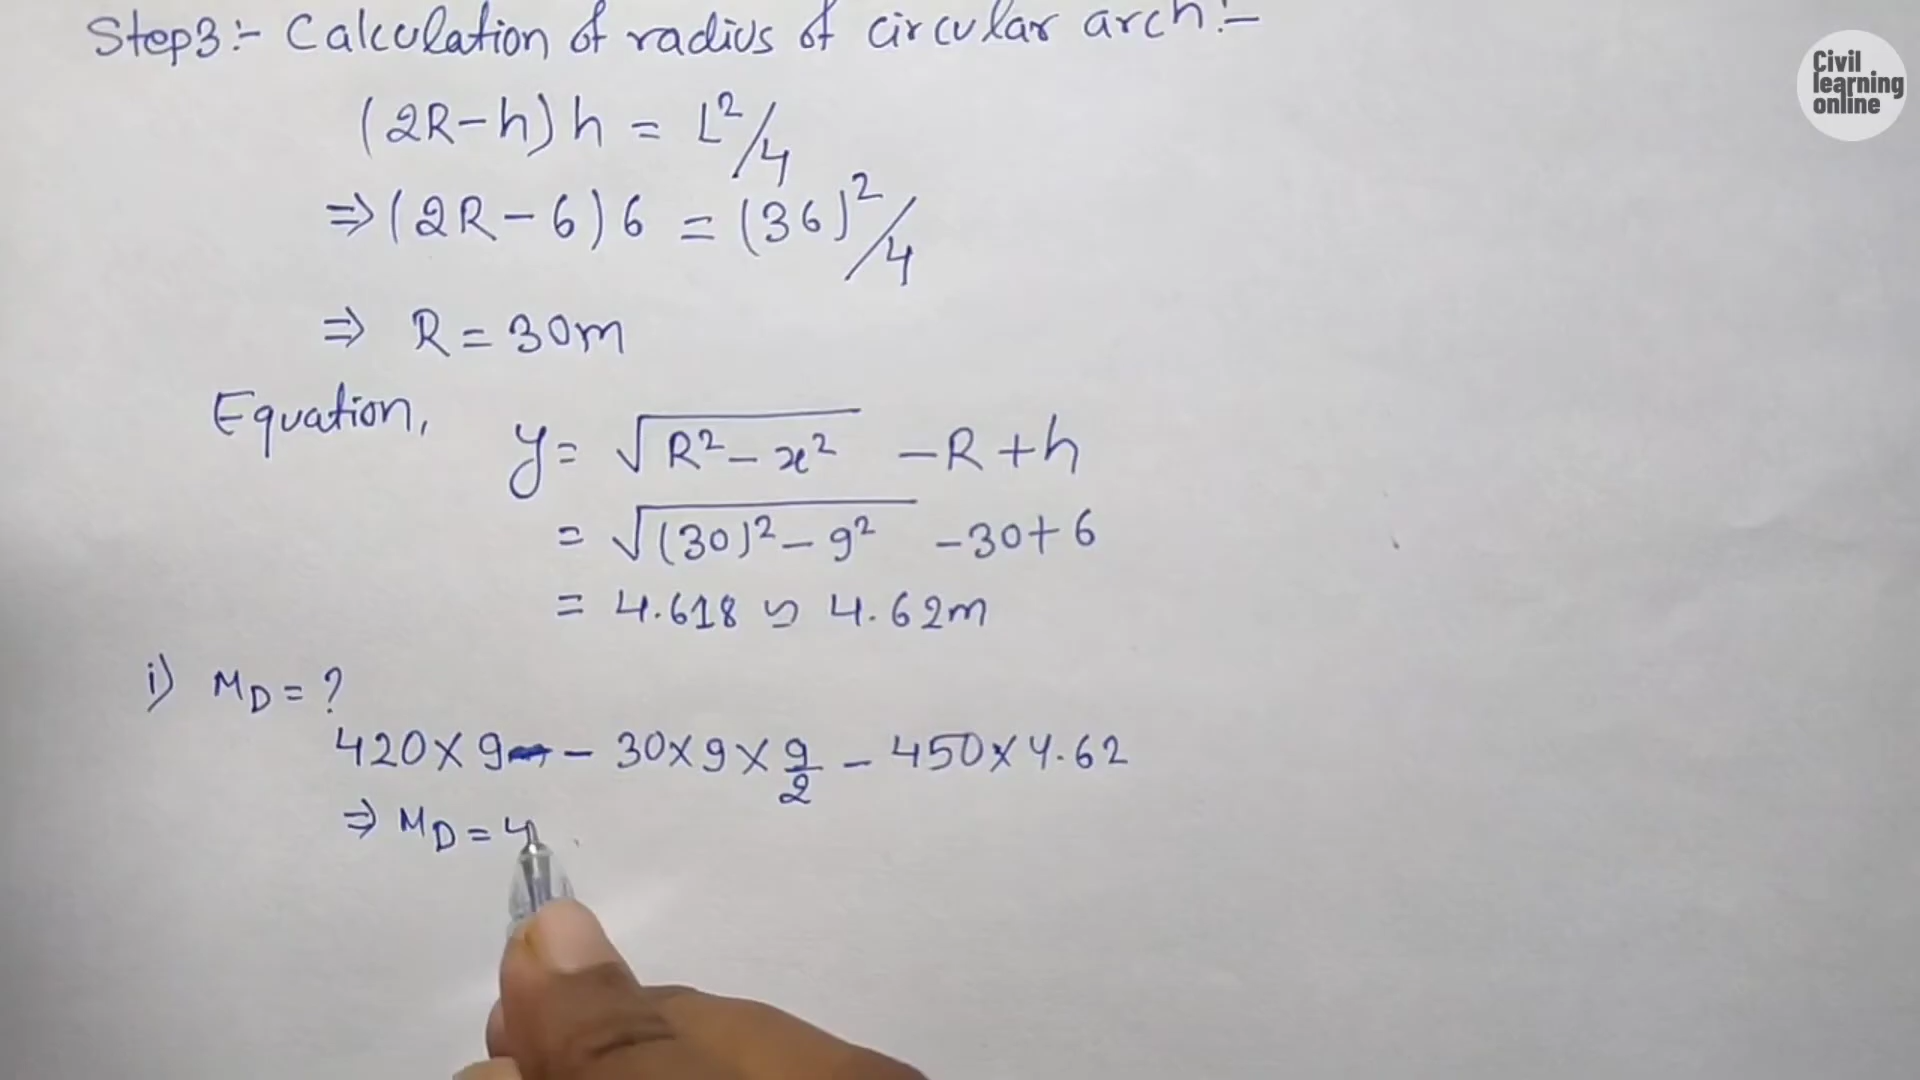 Step3:- Calculation of radius of circular arch:-
Civil
learning
online
(2R-h)h = L²/4
⇒(2R-6)6 = (36)²/4
⇒ R = 30m
Equation,
y = √R²-x² -R+h
= √(30)²-9² -30+6
= 4.618 ∽ 4.62m
i) MD = ?
420×9 - 30×9×9/2 - 450×4.62
⇒ MD = 4